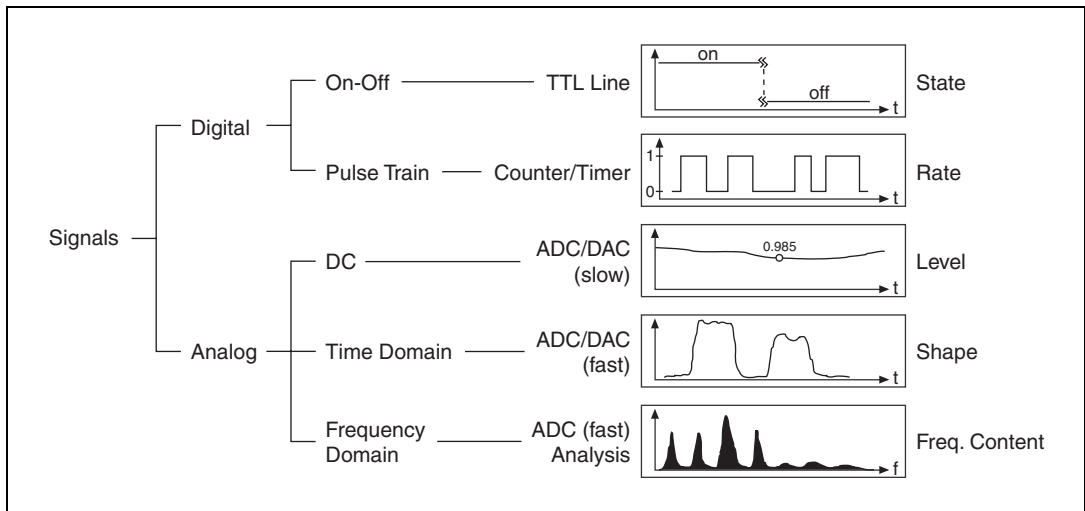 Signals
Digital
On-Off
TTL Line
on
off
t
State
Pulse Train
Counter/Timer
1
0
t
Rate
Analog
DC
ADC/DAC
(slow)
0.985
t
Level
Time Domain
ADC/DAC
(fast)
t
Shape
Frequency
Domain
ADC (fast)
Analysis
f
Freq. Content